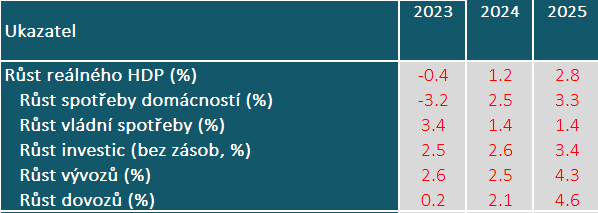 Ukazatel 2023 2024 2025
Růst reálného HDP (%) -0.4 1.2 2.8
Růst spotřeby domácností (%) -3.2 2.5 3.3
Růst vládní spotřeby (%) 3.4 1.4 1.4
Růst investic (bez zásob, %) 2.5 2.6 3.4
Růst vývozů (%) 2.6 2.5 4.3
Růst dovozů (%) 0.2 2.1 4.6